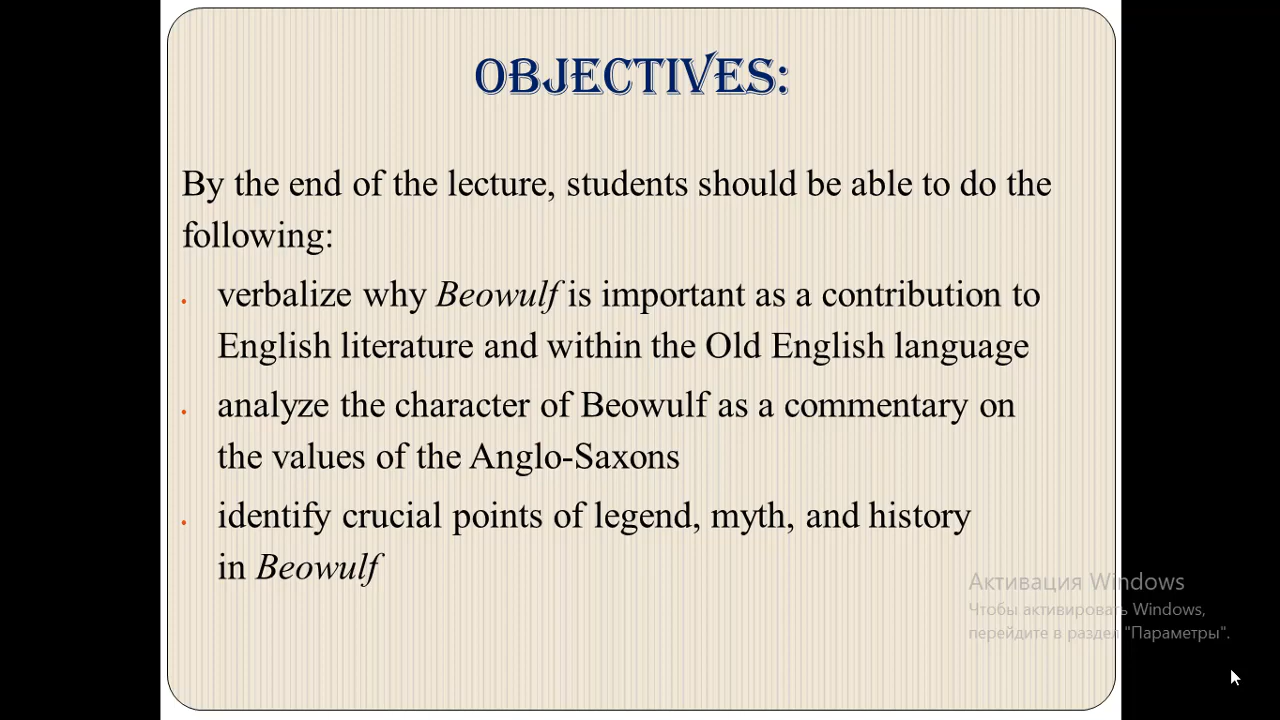 OBJECTIVES:
By the end of the lecture, students should be able to do the
following:
• verbalize why Beowulf is important as a contribution to
English literature and within the Old English language
• analyze the character of Beowulf as a commentary on
the values of the Anglo-Saxons
• identify crucial points of legend, myth, and history
in Beowulf
Активация Windows
Чтобы активировать Windows,
перейдите в раздел "Параметры".